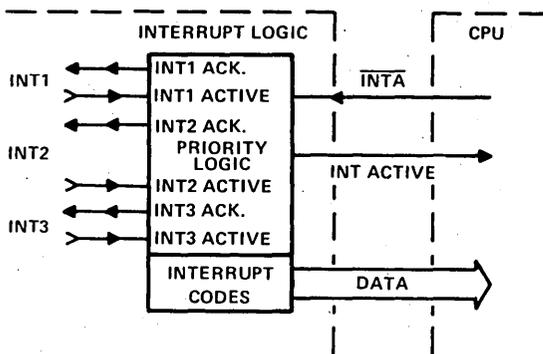 INTERRUPT LOGIC
CPU
INT1
INT1 ACK.
INT1 ACTIVE
INTA
INT2
INT2 ACK.
PRIORITY
LOGIC
INT2 ACTIVE
INT ACTIVE
INT3
INT3 ACK.
INT3 ACTIVE
INTERRUPT
CODES
DATA